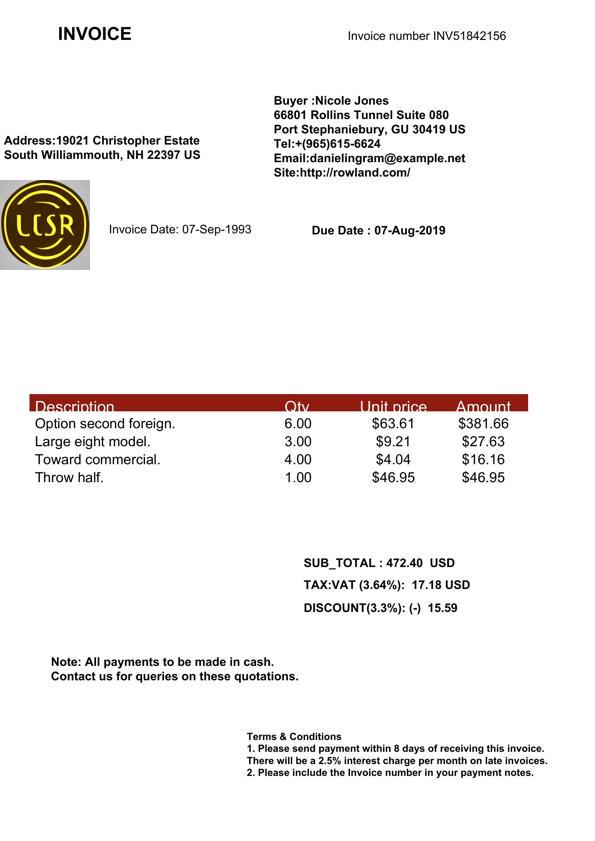 INVOICE
Invoice number INV51842156
Buyer :Nicole Jones
66801 Rollins Tunnel Suite 080
Port Stephaniebury, GU 30419 US
Tel:+(965)615-6624
Email:danielingram@example.net
Site:http://rowland.com/
Address:19021 Christopher Estate
South Williammouth, NH 22397 US
LCSR
Invoice Date: 07-Sep-1993
Due Date : 07-Aug-2019
Description Qty Unit price Amount
Option second foreign. 6.00 $63.61 $381.66
Large eight model. 3.00 $9.21 $27.63
Toward commercial. 4.00 $4.04 $16.16
Throw half. 1.00 $46.95 $46.95
SUB_TOTAL : 472.40 USD
TAX:VAT (3.64%): 17.18 USD
DISCOUNT(3.3%): (-) 15.59
Note: All payments to be made in cash.
Contact us for queries on these quotations.
Terms & Conditions
1. Please send payment within 8 days of receiving this invoice.
There will be a 2.5% interest charge per month on late invoices.
2. Please include the Invoice number in your payment notes.